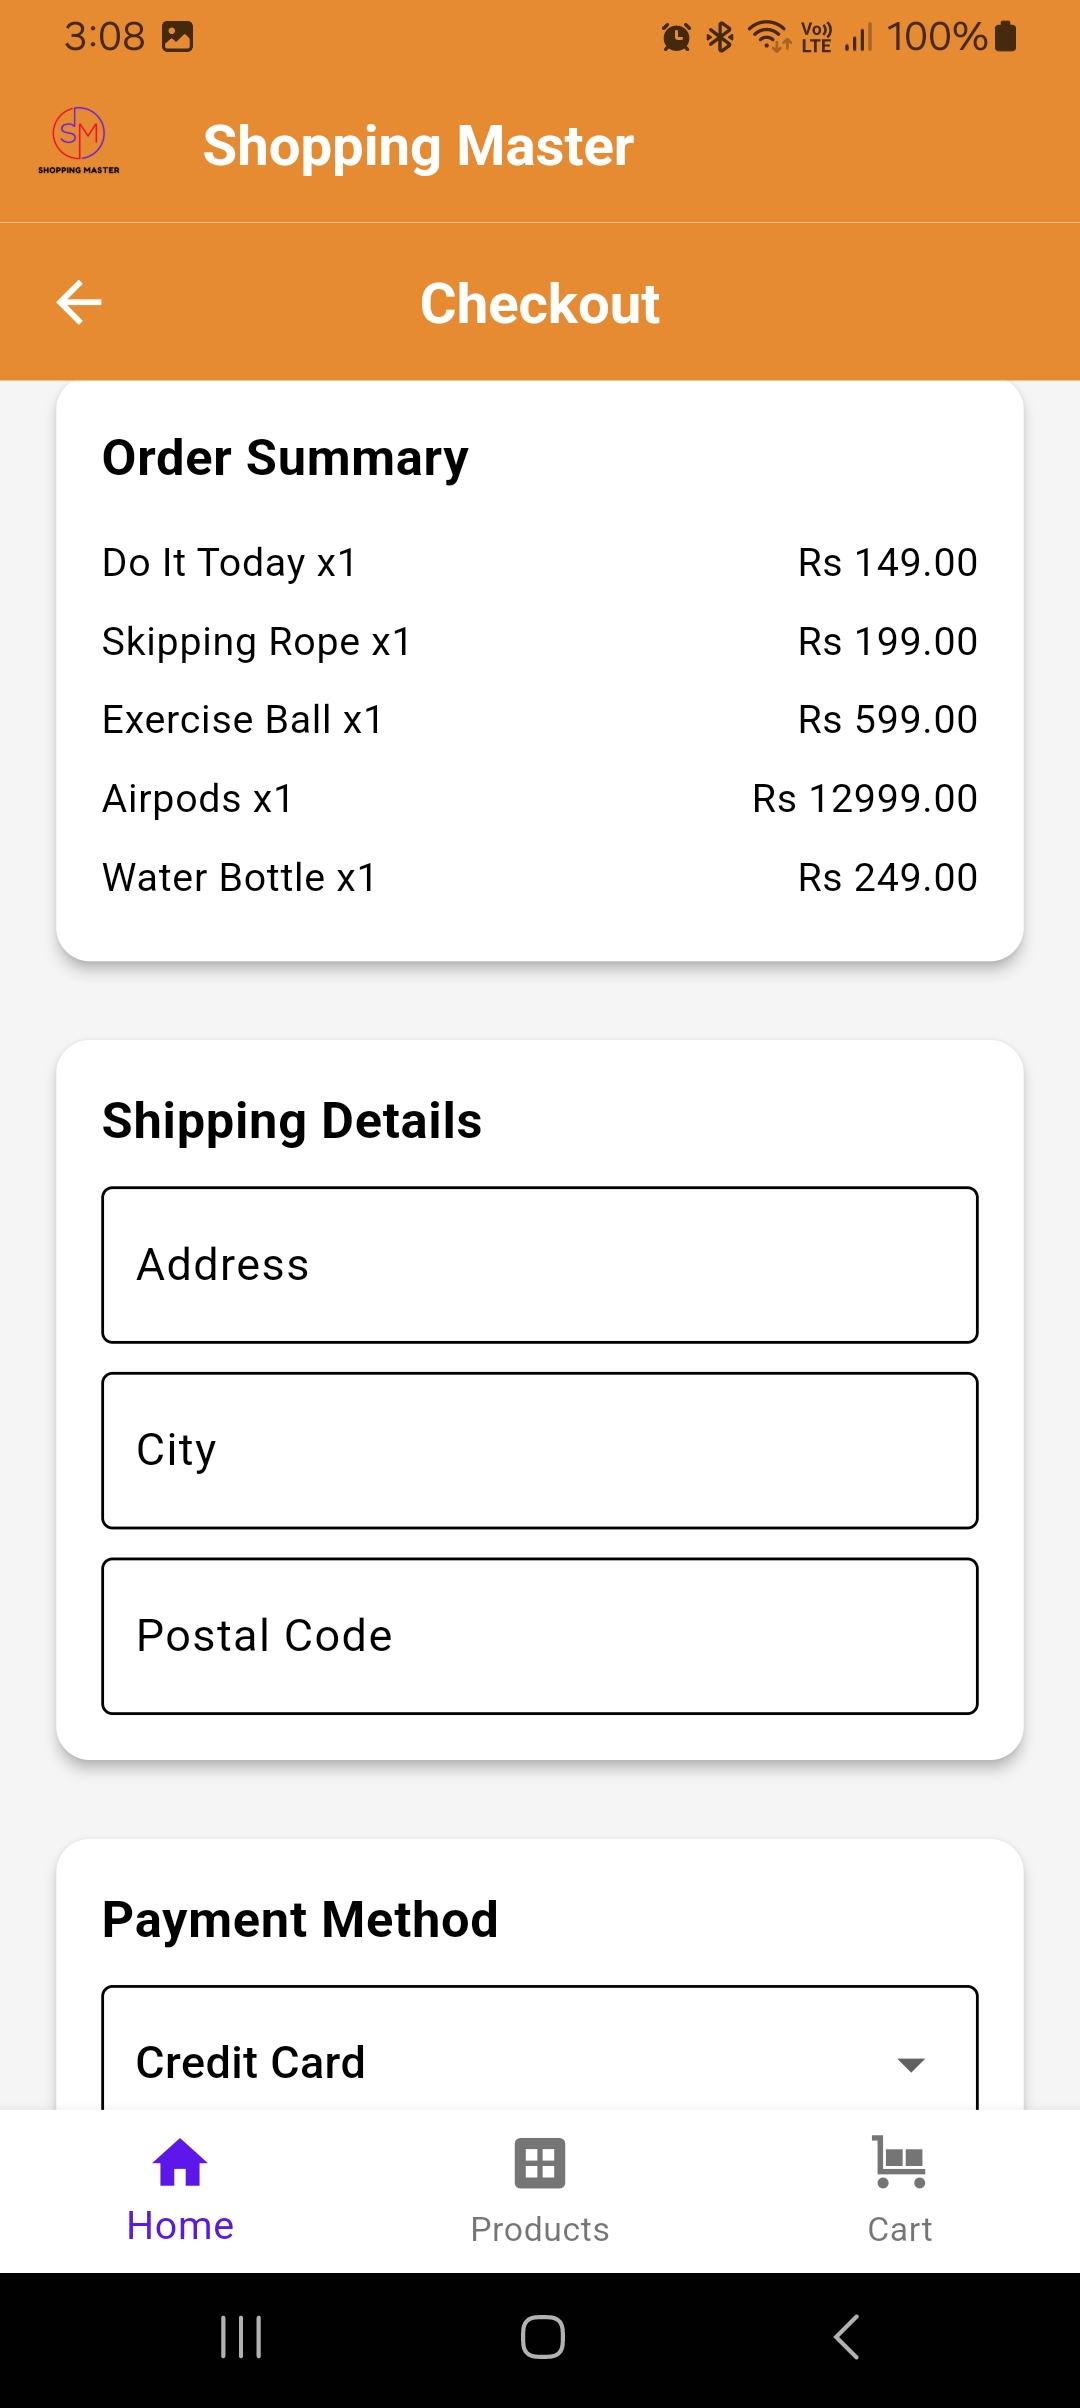 3:08 Vo)) LTE 100%
SM
SHOPPING MASTER
Shopping Master
Checkout
Order Summary
Do It Today x1 Rs 149.00
Skipping Rope x1 Rs 199.00
Exercise Ball x1 Rs 599.00
Airpods x1 Rs 12999.00
Water Bottle x1 Rs 249.00
Shipping Details
Address
City
Postal Code
Payment Method
Credit Card
Home Products Cart